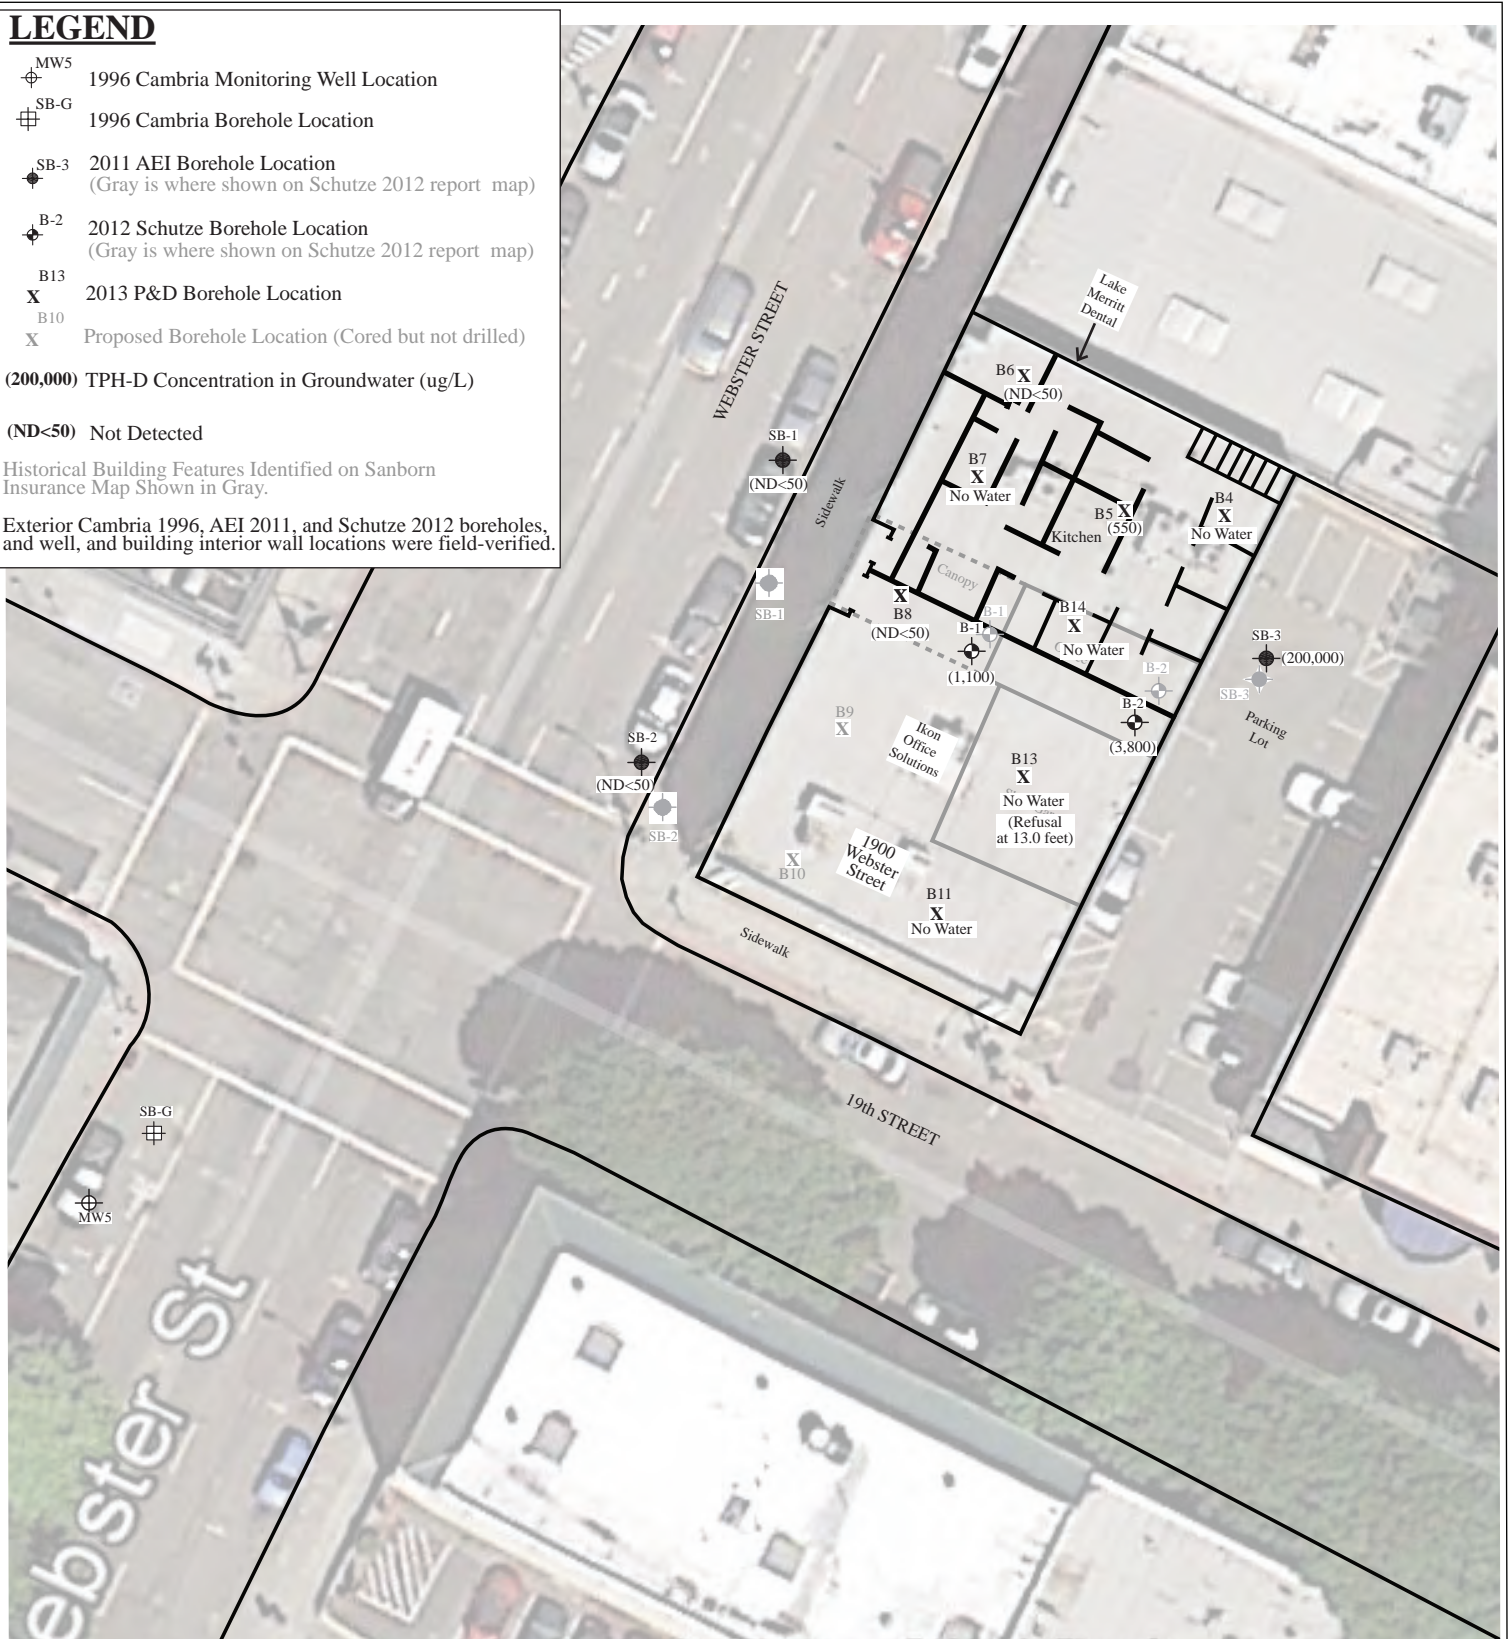 LEGEND
MW5
1996 Cambria Monitoring Well Location
SB-G
1996 Cambria Borehole Location
SB-3
2011 AEI Borehole Location
(Gray is where shown on Schutze 2012 report map)
B-2
2012 Schutze Borehole Location
(Gray is where shown on Schutze 2012 report map)
B13
X 2013 P&D Borehole Location
B10
X Proposed Borehole Location (Cored but not drilled)
(200,000) TPH-D Concentration in Groundwater (ug/L)
(ND<50) Not Detected
Historical Building Features Identified on Sanborn
Insurance Map Shown in Gray.
Exterior Cambria 1996, AEI 2011, and Schutze 2012 boreholes,
and well, and building interior wall locations were field-verified.
WEBSTER STREET
Lake
Merritt
Dental
B6 X
(ND<50)
SB-1
(ND<50)
Sidewalk
B7
X
No Water
B4
X
No Water
B5 X
(550)
Kitchen
Canopy
SB-1
X
B8
(ND<50)
B-1
B-1
(1,100)
B14
X
No Water
SB-3
(200,000)
SB-3
B-2
B-2
(3,800)
Parking
Lot
B9
X
Ikon
Office
Solutions
SB-2
(ND<50)
SB-2
B13
X
No Water
(Refusal
at 13.0 feet)
1900
Webster
Street
X
B10
B11
X
No Water
Sidewalk
19th STREET
SB-G
MW5
ebster St